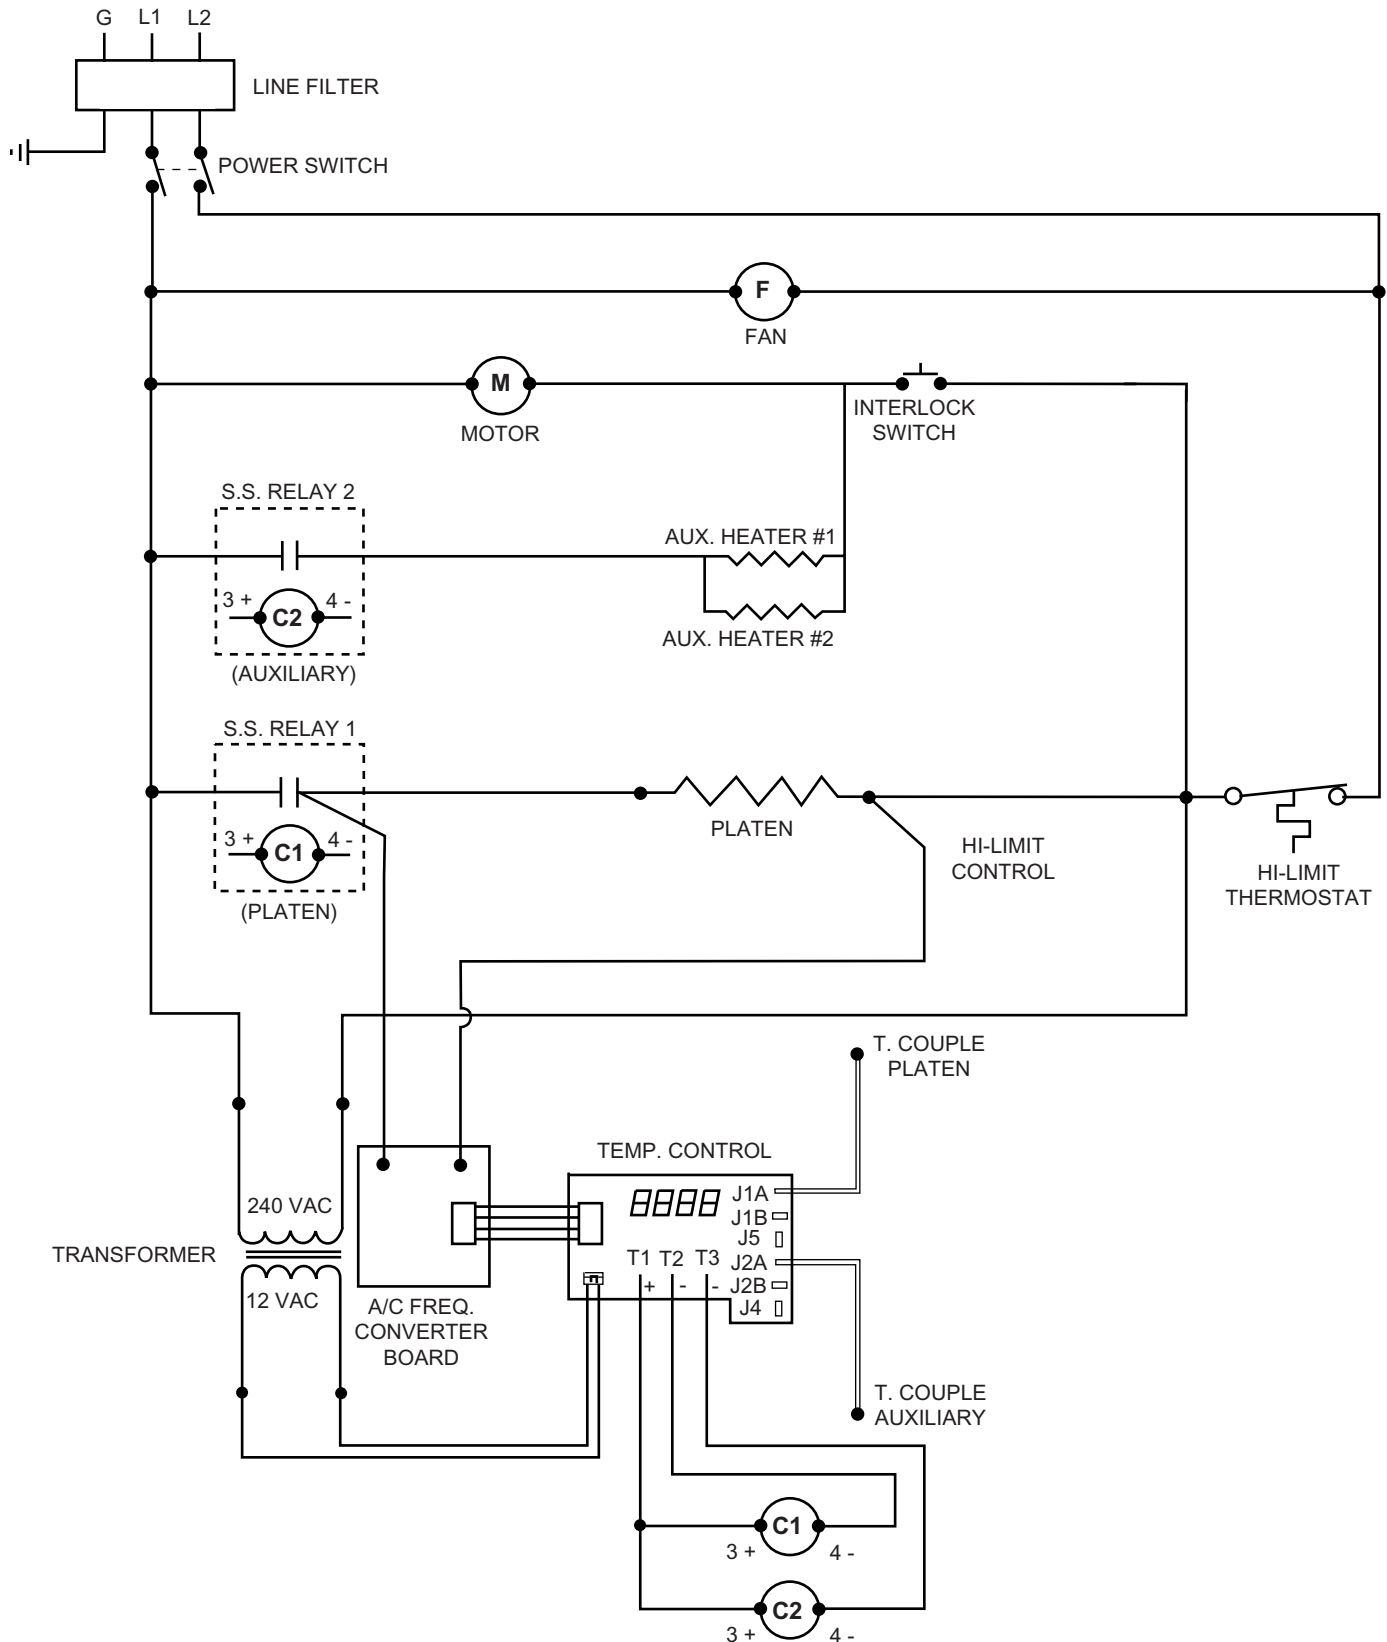 G L1 L2
LINE FILTER
POWER SWITCH
F
FAN
M
MOTOR
INTERLOCK
SWITCH
S.S. RELAY 2
3 + C2 4 -
(AUXILIARY)
AUX. HEATER #1
AUX. HEATER #2
S.S. RELAY 1
3 + C1 4 -
(PLATEN)
PLATEN
HI-LIMIT
CONTROL
HI-LIMIT
THERMOSTAT
T. COUPLE
PLATEN
TEMP. CONTROL
8888
J1A
J1B
J5
J2A
J2B
J4
T1 T2 T3
+ - -
240 VAC
TRANSFORMER
12 VAC
A/C FREQ.
CONVERTER
BOARD
T. COUPLE
AUXILIARY
C1
3 + 4 -
C2
3 + 4 -